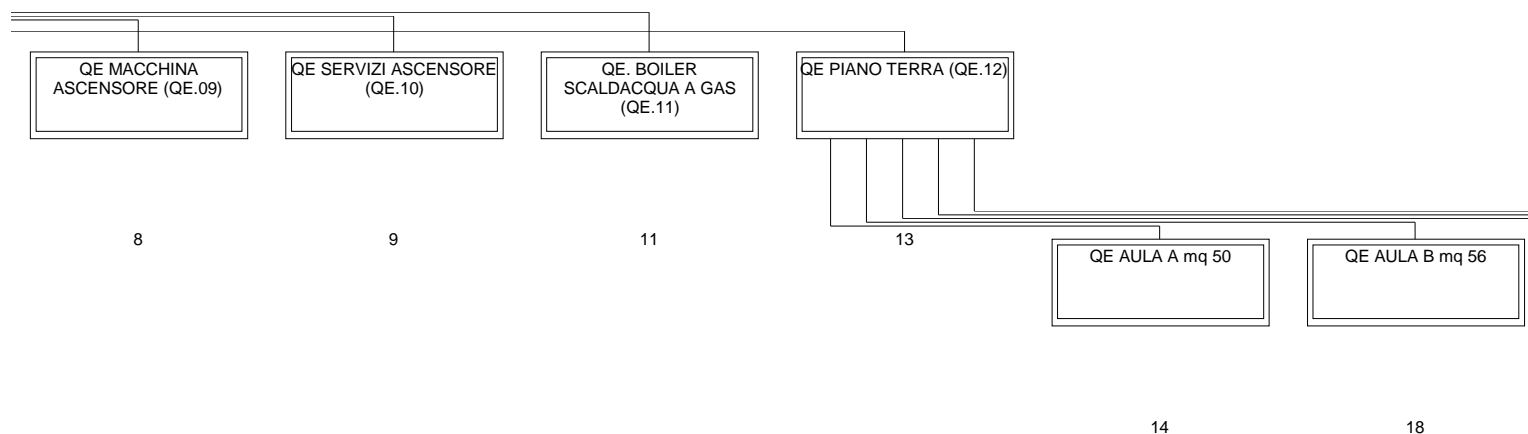 QE MACCHINA
ASCENSORE (QE.09)
QE SERVIZI ASCENSORE
(QE.10)
QE. BOILER
SCALDACQUA A GAS
(QE.11)
QE PIANO TERRA (QE.12)
8
9
11
13
QE AULA A mq 50
QE AULA B mq 56
14
18